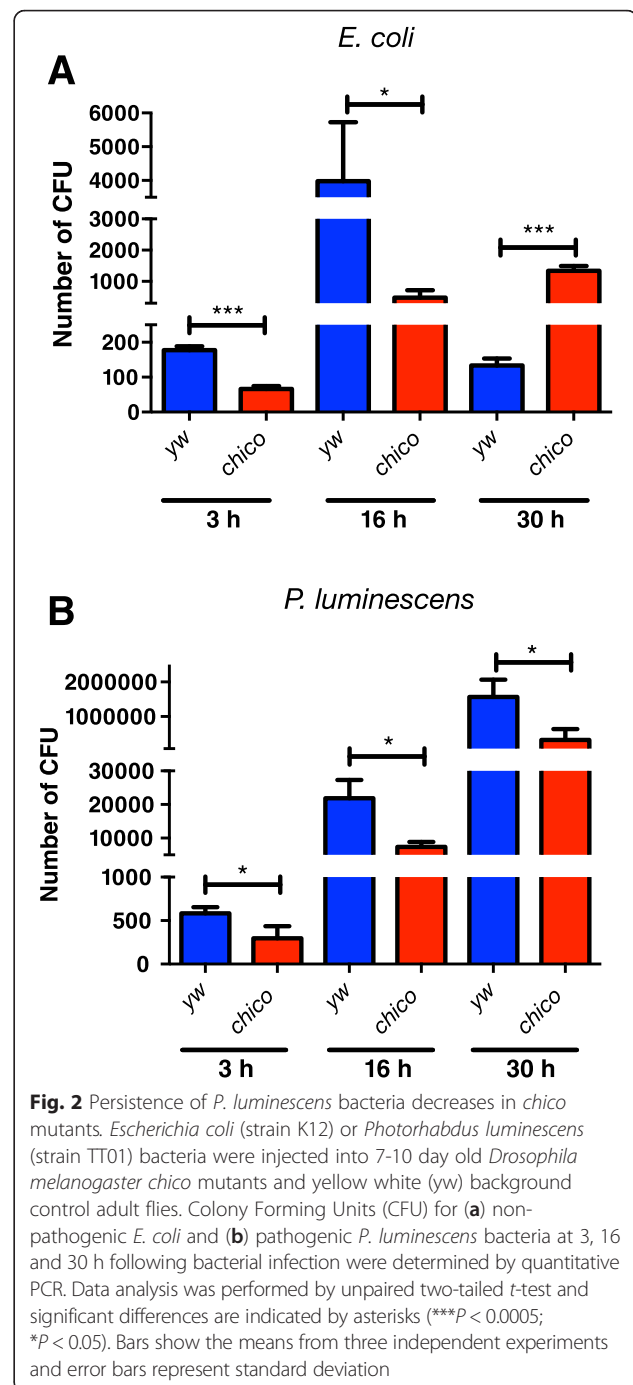 E. coli
A
6000
5000
4000
3000
2000
1000
200
100
0
Number of CFU
*
***
***
yw
chico
yw
chico
yw
chico
3 h
16 h
30 h
P. luminescens
B
2000000
1000000
30000
20000
10000
1000
500
0
Number of CFU
*
*
*
yw
chico
yw
chico
yw
chico
3 h
16 h
30 h
Fig. 2 Persistence of P. luminescens bacteria decreases in chico
mutants. Escherichia coli (strain K12) or Photorhabdus luminescens
(strain TT01) bacteria were injected into 7-10 day old Drosophila
melanogaster chico mutants and yellow white (yw) background
control adult flies. Colony Forming Units (CFU) for (a) non-
pathogenic E. coli and (b) pathogenic P. luminescens bacteria at 3, 16
and 30 h following bacterial infection were determined by quantitative
PCR. Data analysis was performed by unpaired two-tailed t-test and
significant differences are indicated by asterisks (***P < 0.0005;
*P < 0.05). Bars show the means from three independent experiments
and error bars represent standard deviation